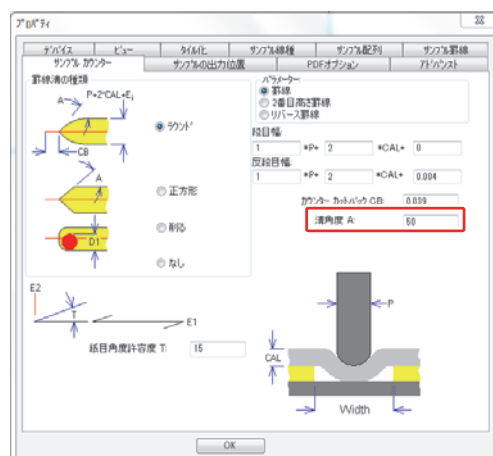 プロパティ
デバイス ビュー タイル化 サンプル線種 サンプル配列 サンプル罫線
サンプル カウンター サンプルの出力位置 PDFオプション アドバンスト
罫線溝の種類
P+2*CAL+Ei
A
CB
ラウンド
A
正方形
D1
削る
なし
E2
T
E1
紙目角度許容度 T: 15
パラメーター
罫線
2番目高さ罫線
リバース罫線
段目幅:
1 *P+ 2 *CAL+ 0
反段目幅:
1 *P+ 2 *CAL+ 0.004
カウンター カットバック CB: 0.039
溝角度 A: 50
P
CAL
Width
OK